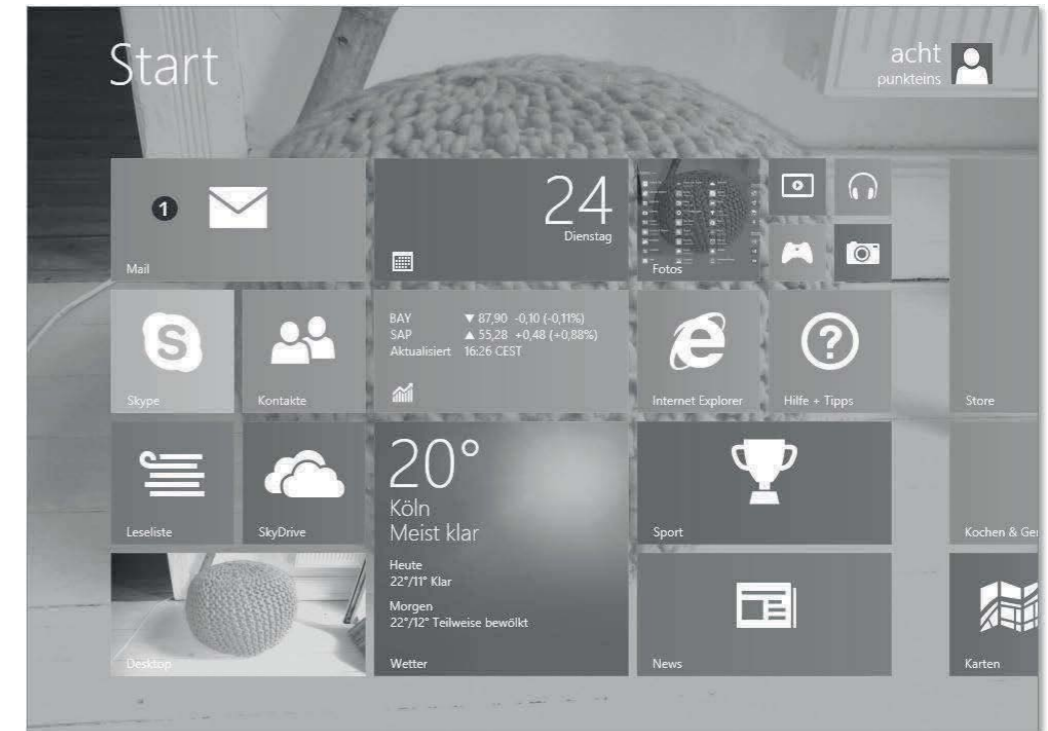 Start
acht
punkteins
1
Mail
24
Dienstag
Fotos
Skype
Kontakte
BAY ▼ 87,90 -0,10 (-0,11%)
SAP ▲ 55,28 +0,48 (+0,88%)
Aktualisiert 16:26 CEST
Internet Explorer
Hilfe + Tipps
Store
Leseliste
SkyDrive
20°
Köln
Meist klar
Heute
22°/11° Klar
Morgen
22°/12° Teilweise bewölkt
Wetter
Sport
Kochen & Ge
Desktop
News
Karten